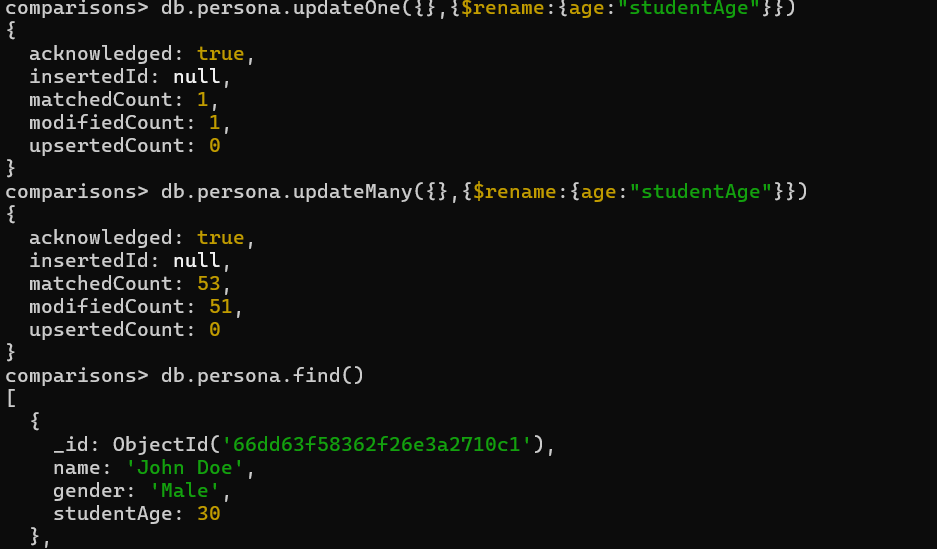 comparisons> db.persona.updateOne({},{$rename:{age:"studentAge"}})
{
  acknowledged: true,
  insertedId: null,
  matchedCount: 1,
  modifiedCount: 1,
  upsertedCount: 0
}
comparisons> db.persona.updateMany({},{$rename:{age:"studentAge"}})
{
  acknowledged: true,
  insertedId: null,
  matchedCount: 53,
  modifiedCount: 51,
  upsertedCount: 0
}
comparisons> db.persona.find()
[
  {
    _id: ObjectId('66dd63f58362f26e3a2710c1'),
    name: 'John Doe',
    gender: 'Male',
    studentAge: 30
  },